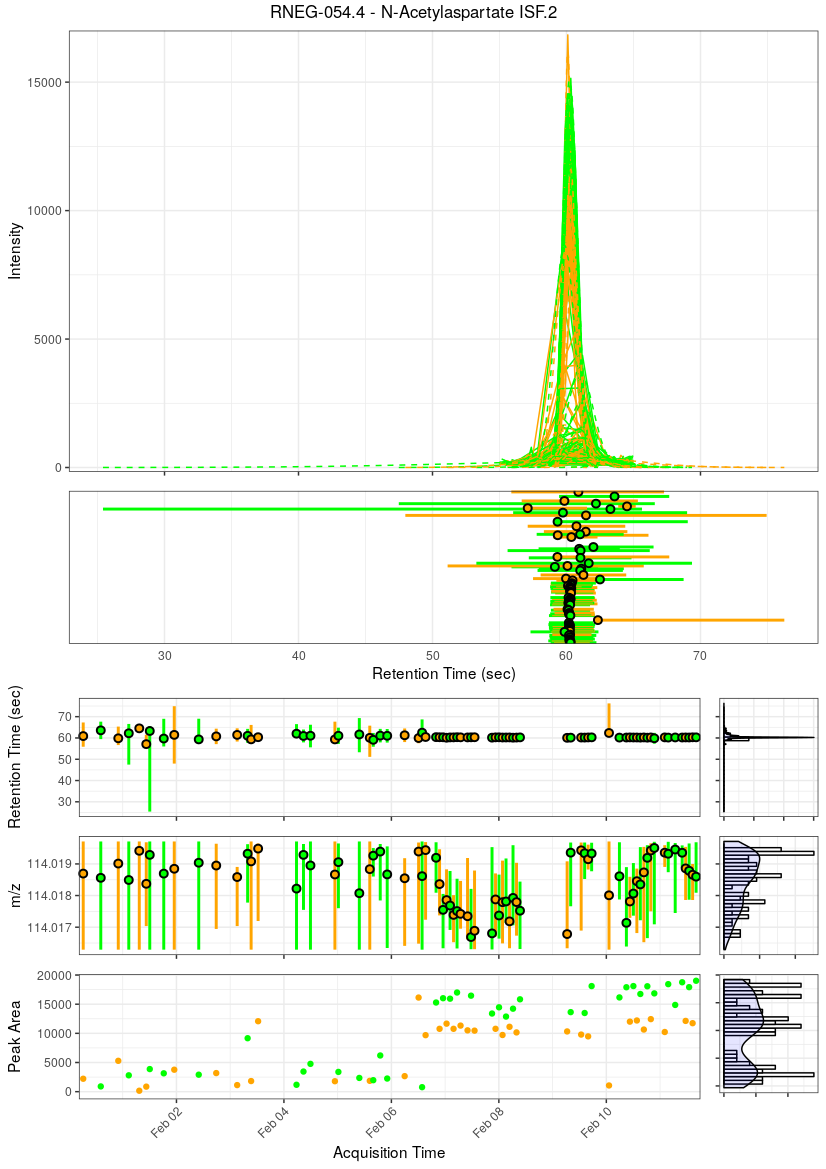 RNEG-054.4 - N-Acetylaspartate ISF.2
15000
10000
5000
0
Intensity
30 40 50 60 70
Retention Time (sec)
70
60
50
40
30
Retention Time (sec)
114.019
114.018
114.017
m/z
20000
15000
10000
5000
0
Peak Area
Feb 02 Feb 04 Feb 06 Feb 08 Feb 10
Acquisition Time